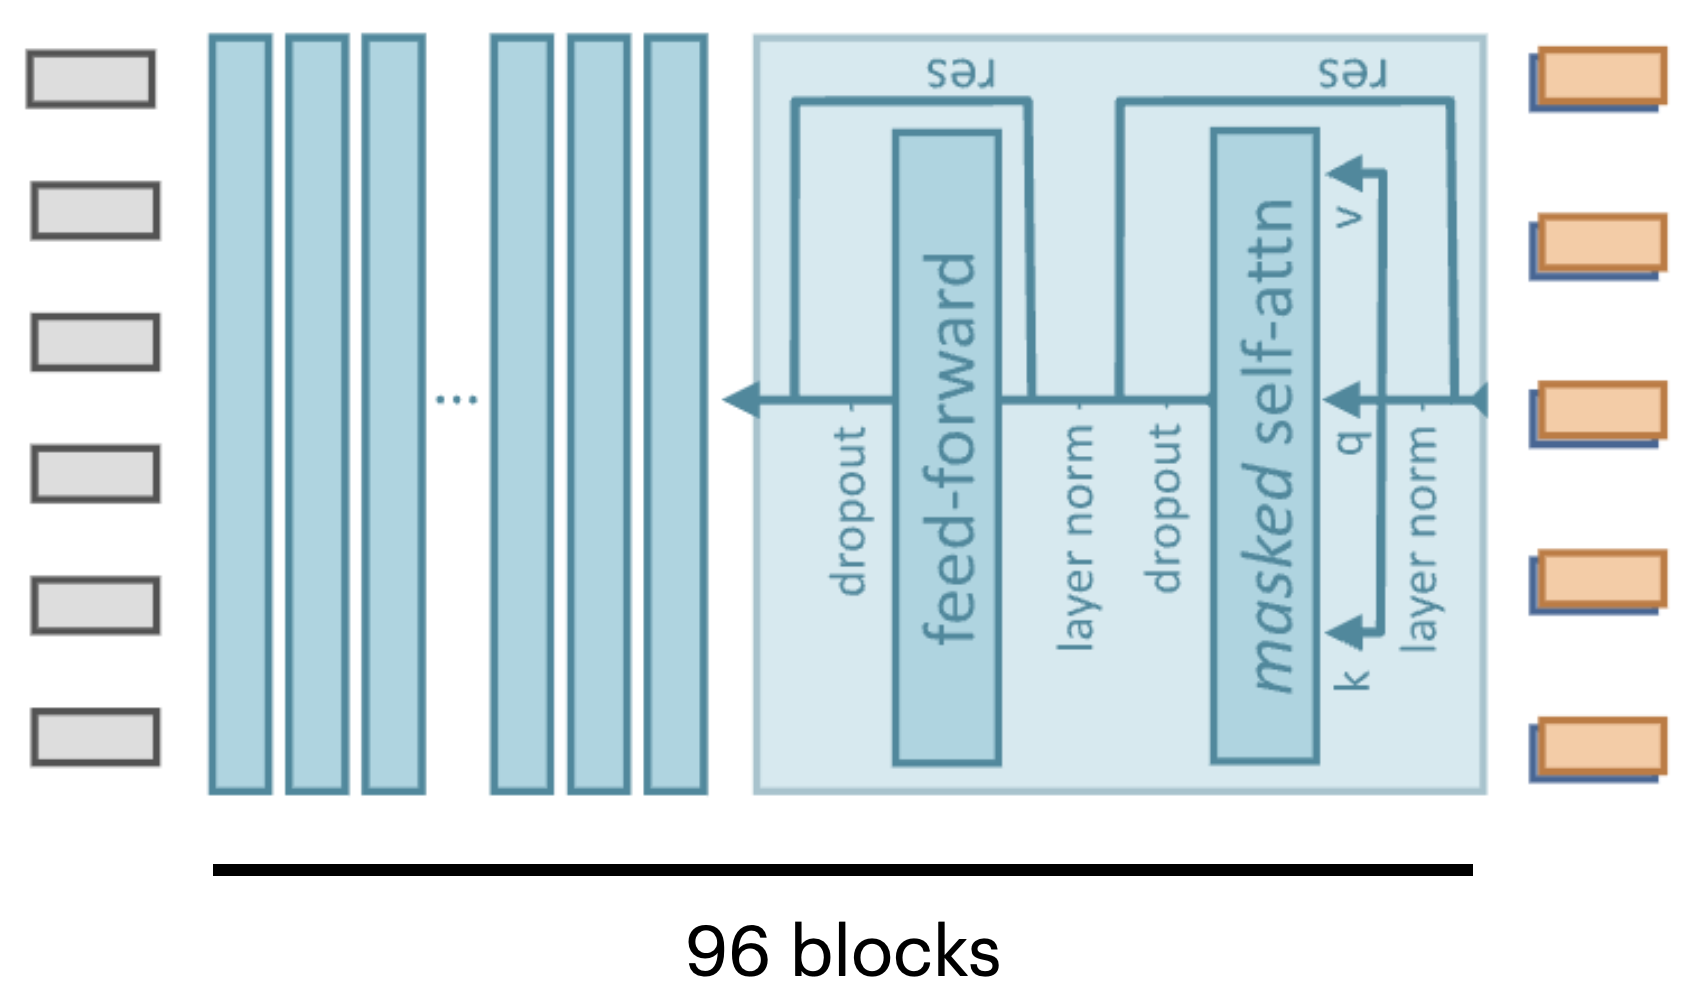 res
res
dropout
feed-forward
layer norm
dropout
masked self-attn
v
q
k
layer norm
...
96 blocks